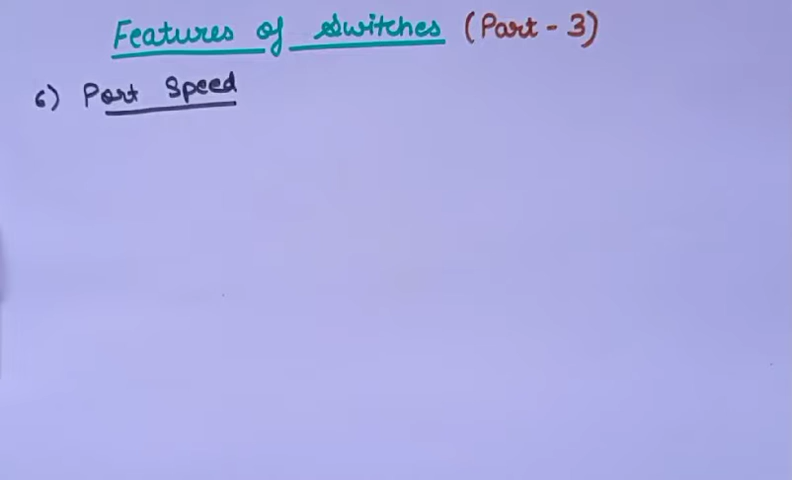 Features of Switches (Part - 3)
6) Port Speed